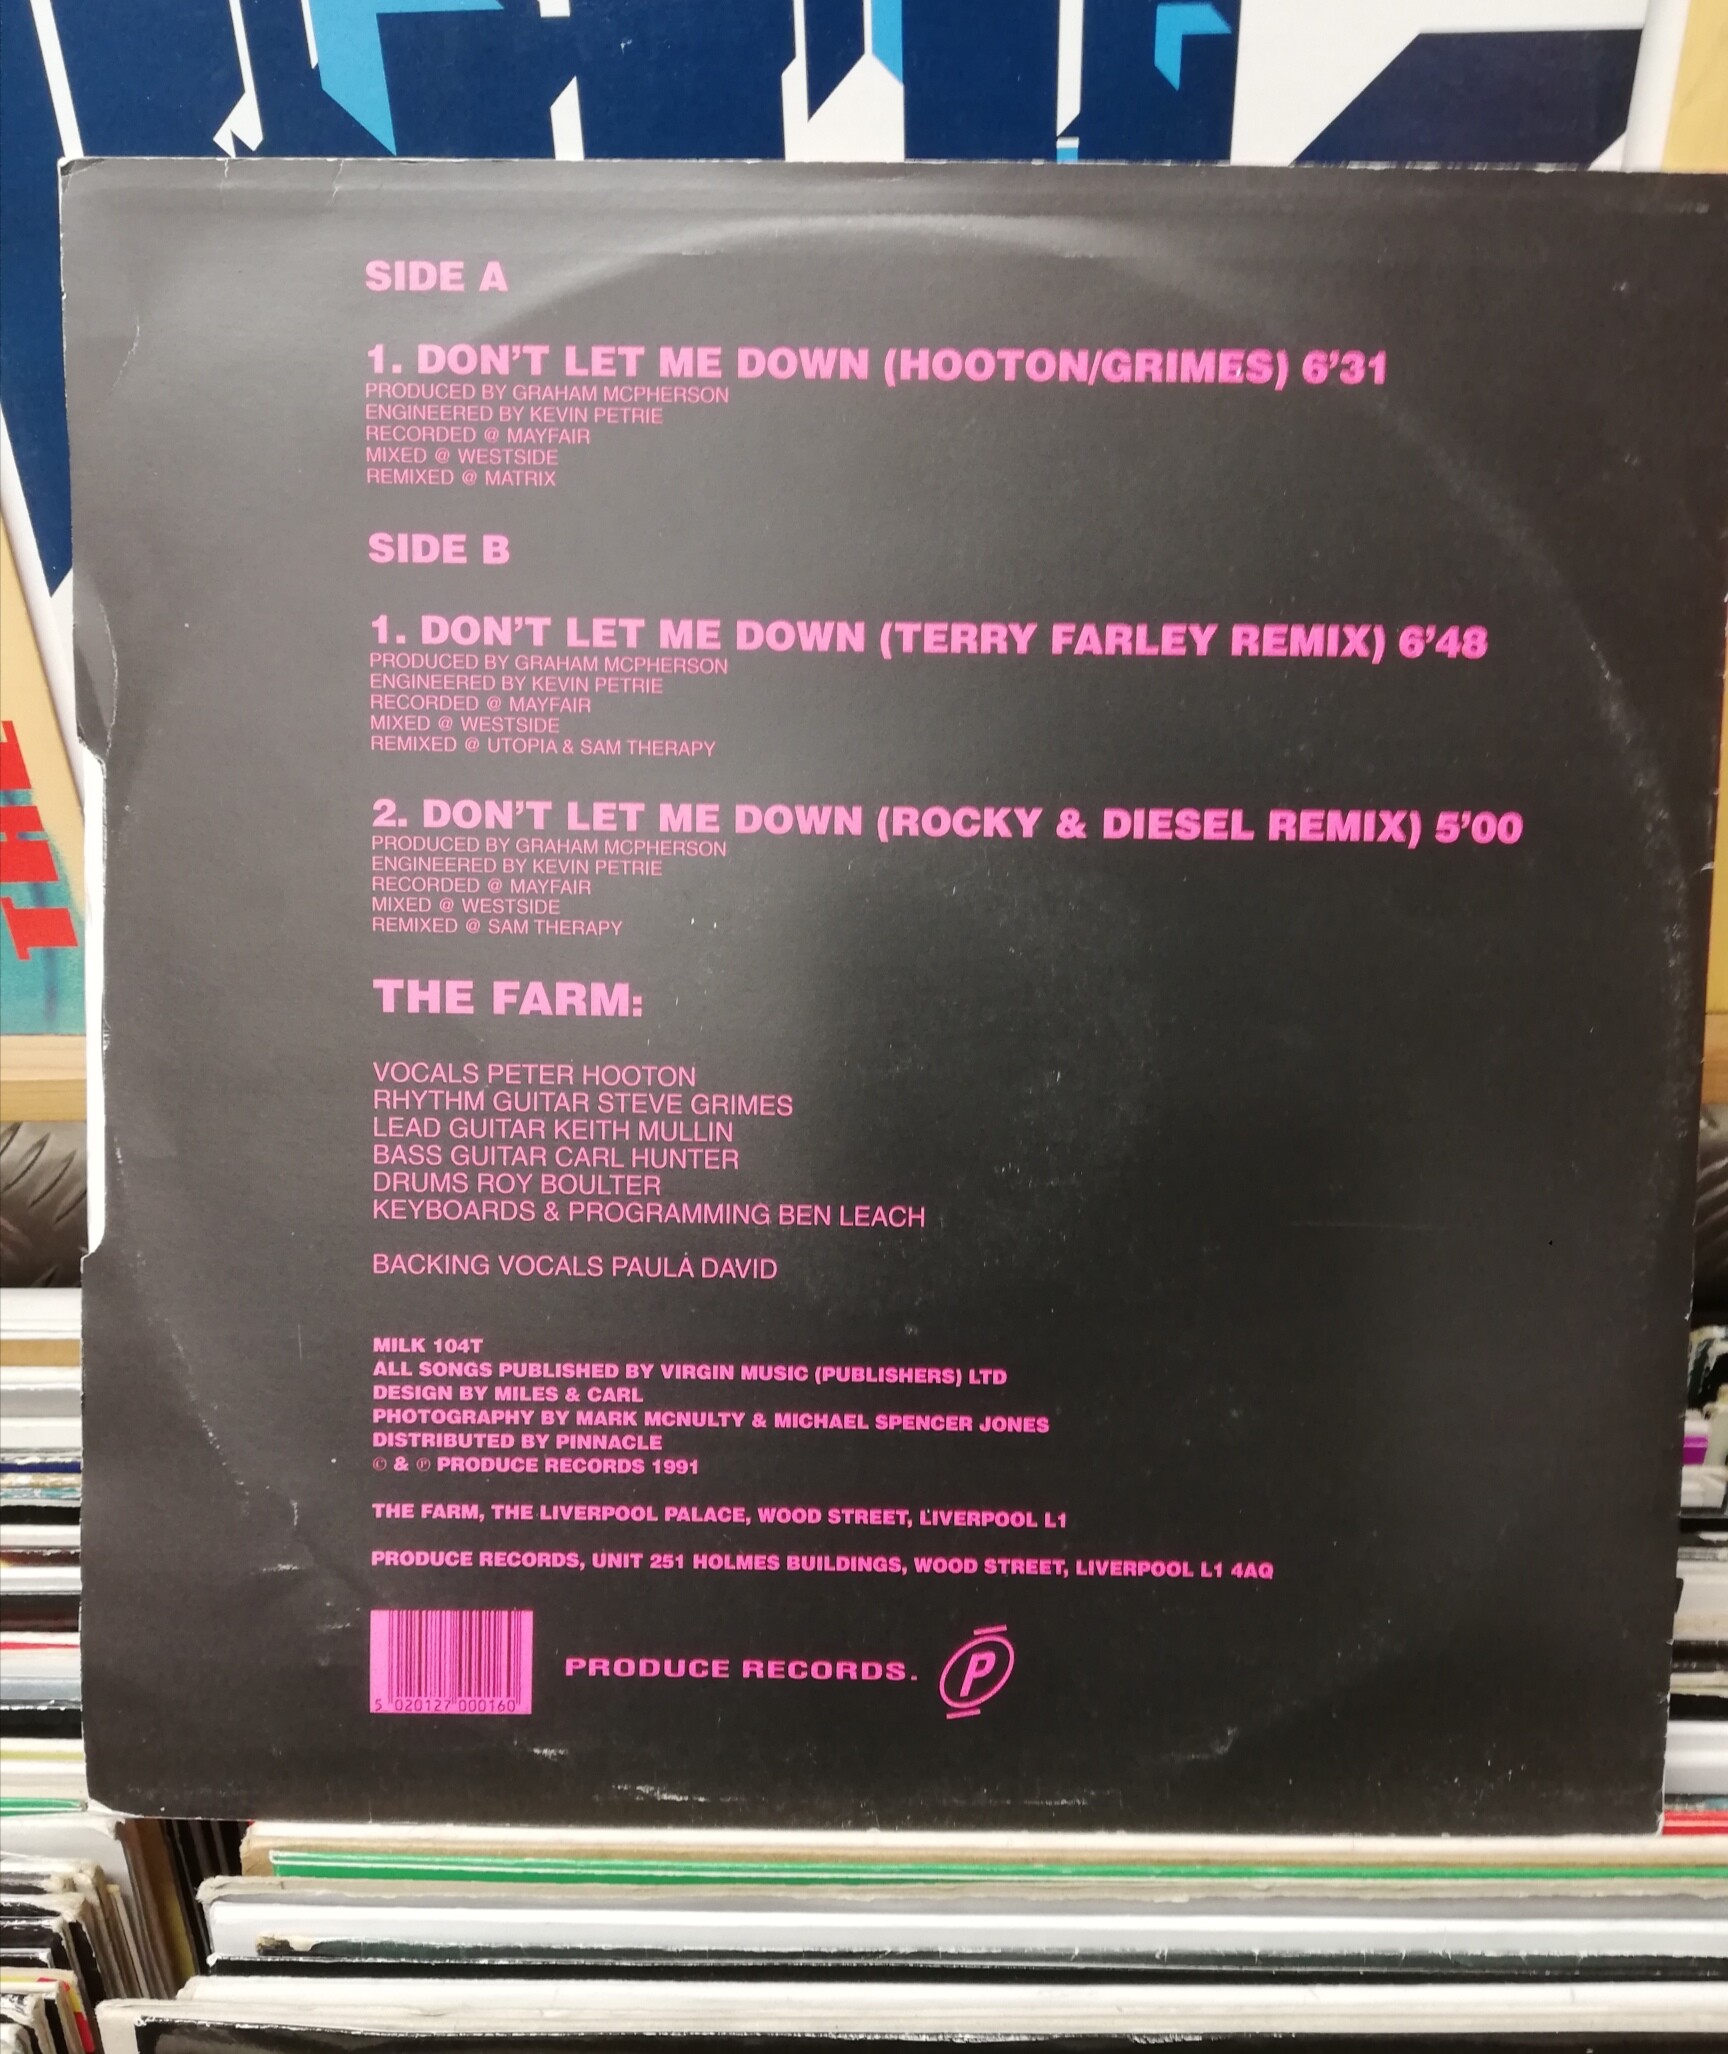 SIDE A
1. DON'T LET ME DOWN (HOOTON/GRIMES) 6'31
PRODUCED BY GRAHAM MCPHERSON
ENGINEERED BY KEVIN PETRIE
RECORDED @ MAYFAIR
MIXED @ WESTSIDE
REMIXED @ MATRIX
SIDE B
1. DON'T LET ME DOWN (TERRY FARLEY REMIX) 6'48
PRODUCED BY GRAHAM MCPHERSON
ENGINEERED BY KEVIN PETRIE
RECORDED @ MAYFAIR
MIXED @ WESTSIDE
REMIXED @ UTOPIA & SAM THERAPY
2. DON'T LET ME DOWN (ROCKY & DIESEL REMIX) 5'00
PRODUCED BY GRAHAM MCPHERSON
ENGINEERED BY KEVIN PETRIE
RECORDED @ MAYFAIR
MIXED @ WESTSIDE
REMIXED @ SAM THERAPY
THE FARM:
VOCALS PETER HOOTON
RHYTHM GUITAR STEVE GRIMES
LEAD GUITAR KEITH MULLIN
BASS GUITAR CARL HUNTER
DRUMS ROY BOULTER
KEYBOARDS & PROGRAMMING BEN LEACH
BACKING VOCALS PAULA DAVID
MILK 104T
ALL SONGS PUBLISHED BY VIRGIN MUSIC (PUBLISHERS) LTD
DESIGN BY MILES & CARL
PHOTOGRAPHY BY MARK MCNULTY & MICHAEL SPENCER JONES
DISTRIBUTED BY PINNACLE
© & ℗ PRODUCE RECORDS 1991
THE FARM, THE LIVERPOOL PALACE, WOOD STREET, LIVERPOOL L1
PRODUCE RECORDS, UNIT 251 HOLMES BUILDINGS, WOOD STREET, LIVERPOOL L1 4AQ
5 020127 000160
PRODUCE RECORDS. P